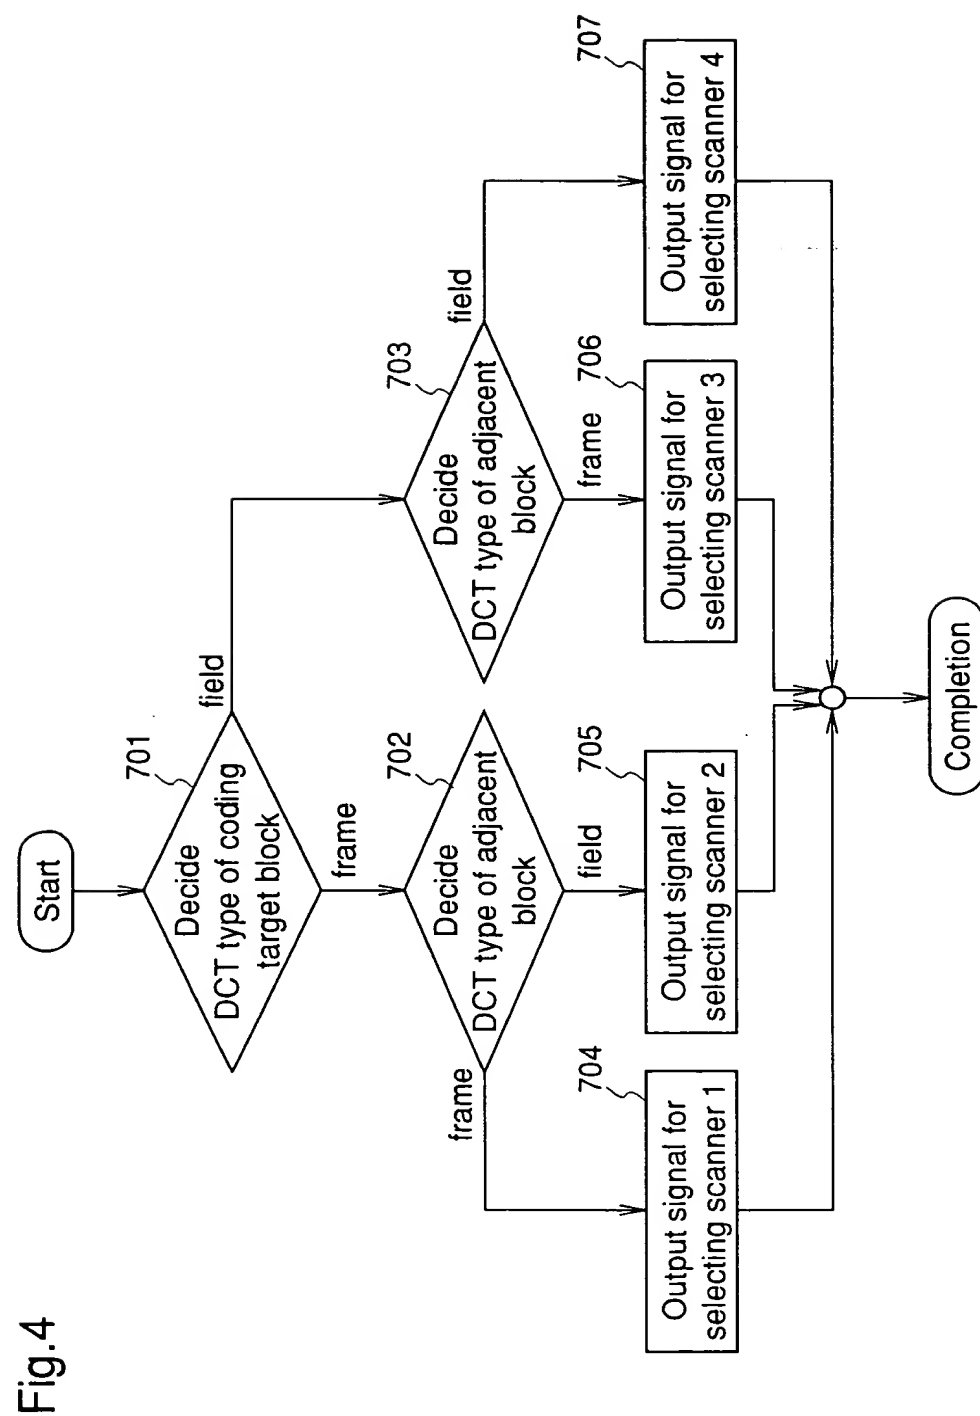 Fig.4
Start
701
Decide
DCT type of coding
target block
field
frame
702
Decide
DCT type of adjacent
block
frame
field
703
Decide
DCT type of adjacent
block
field
frame
704
Output signal for
selecting scanner 1
705
Output signal for
selecting scanner 2
706
Output signal for
selecting scanner 3
707
Output signal for
selecting scanner 4
Completion